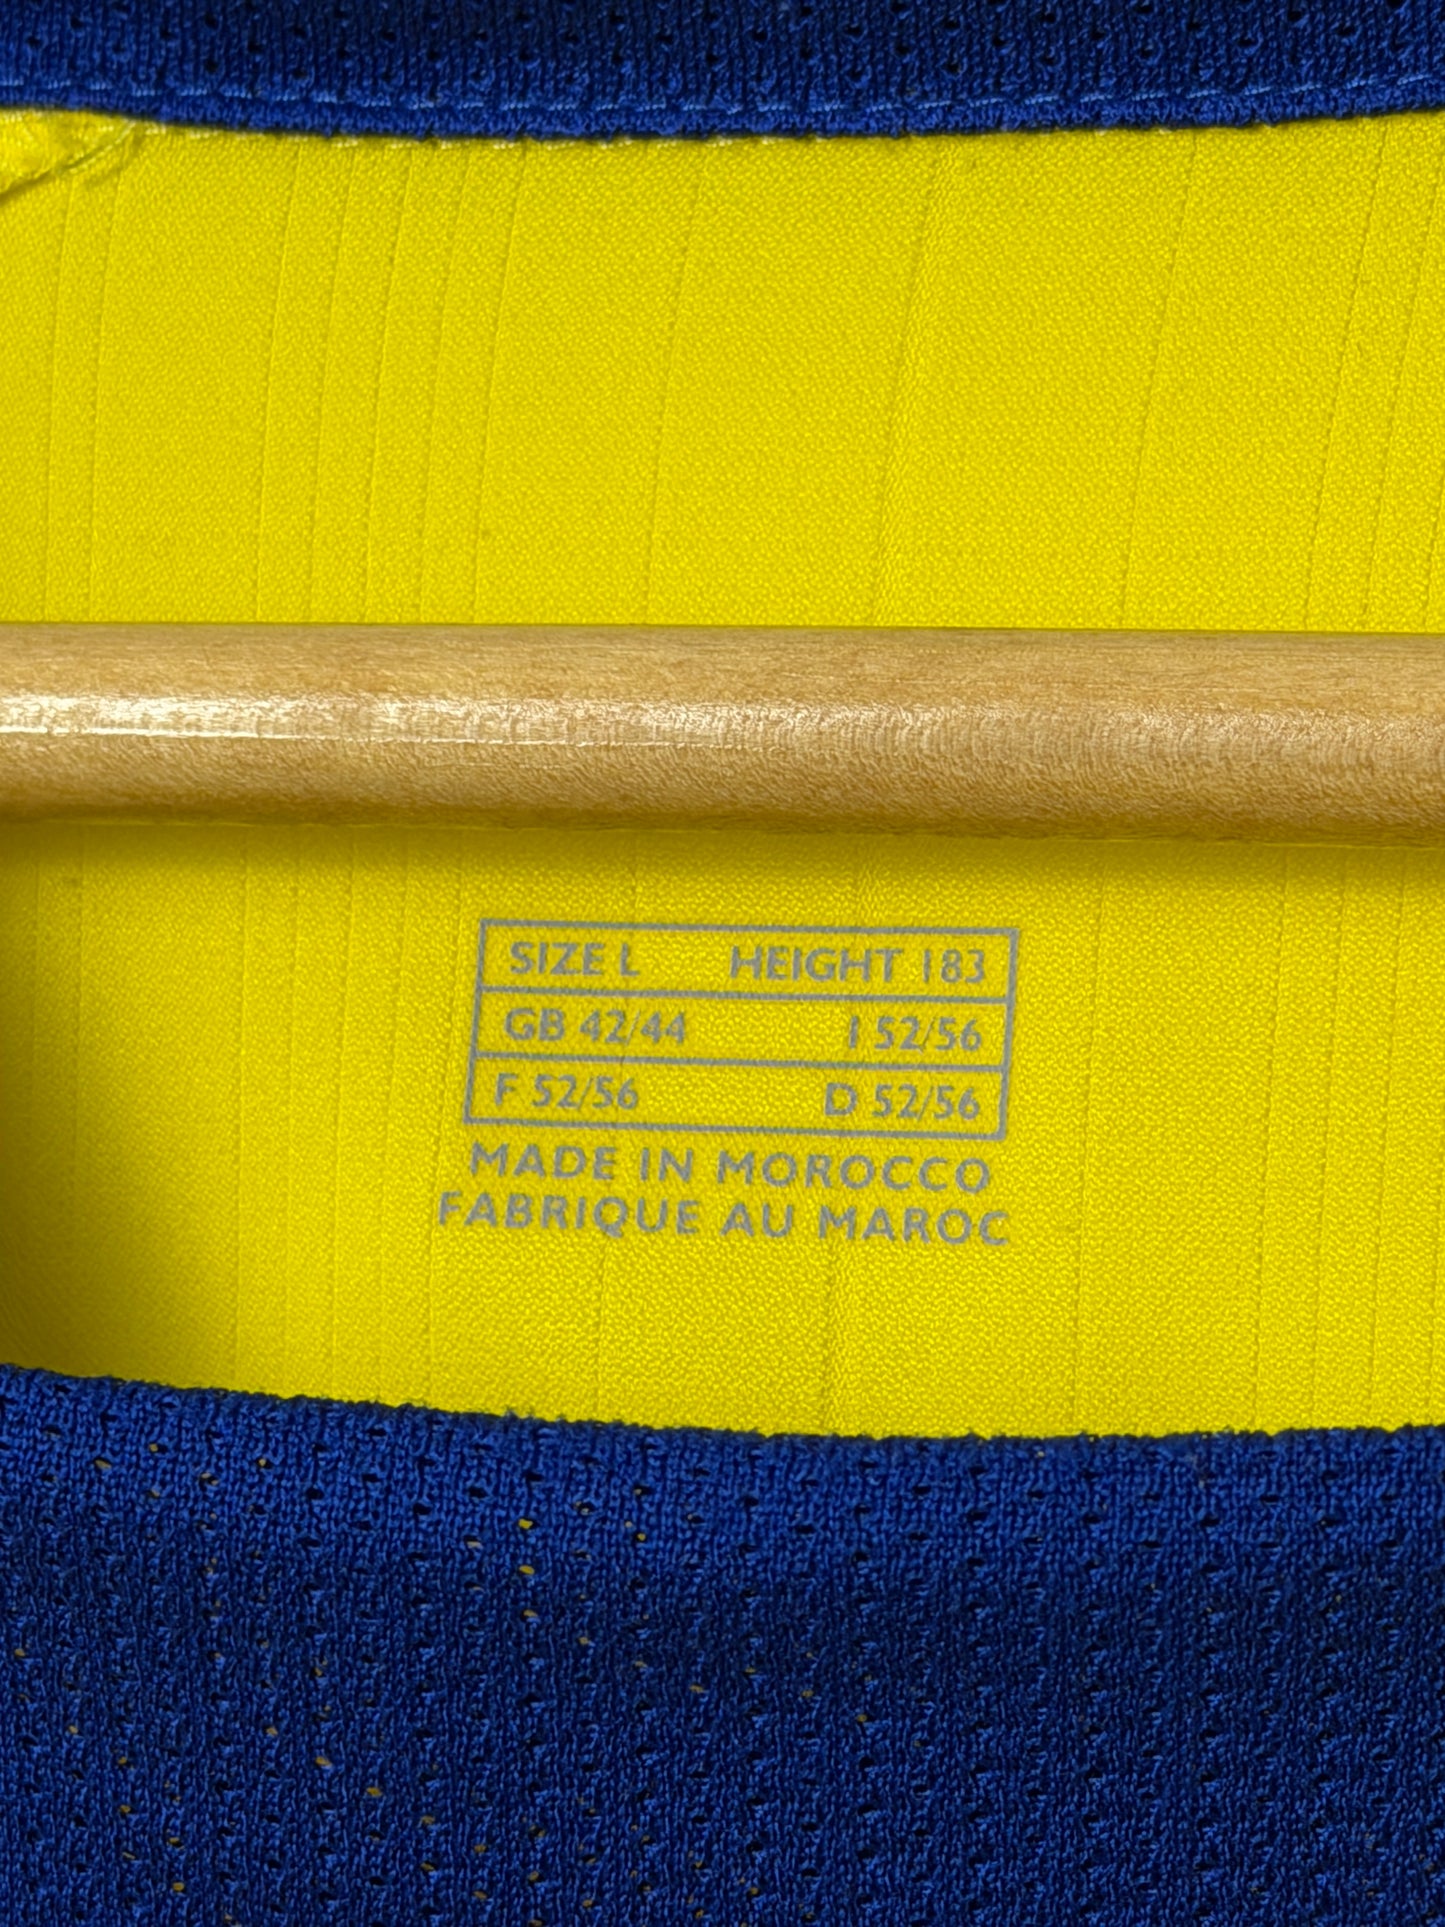 SIZE L HEIGHT 183
GB 42/44 I 52/56
F 52/56 D 52/56
MADE IN MOROCCO
FABRIQUE AU MAROC